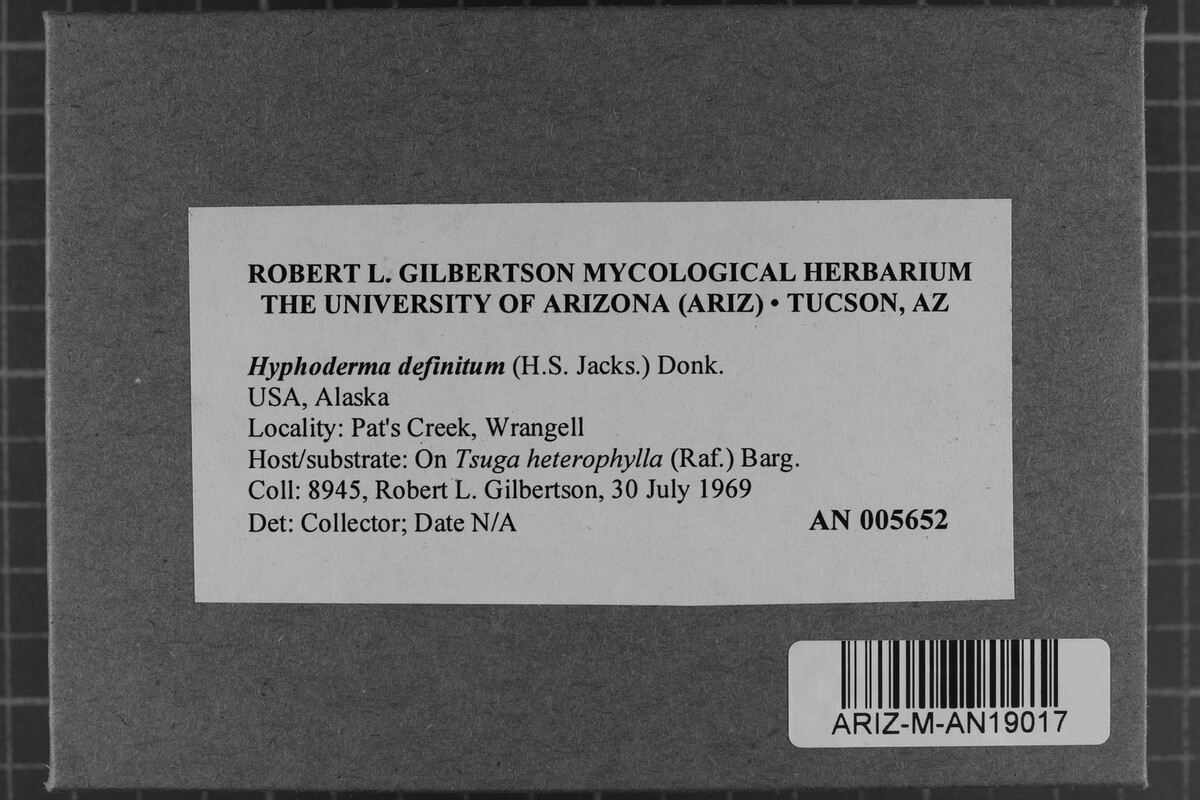 ROBERT L. GILBERTSON MYCOLOGICAL HERBARIUM
THE UNIVERSITY OF ARIZONA (ARIZ) • TUCSON, AZ
Hyphoderma definitum (H.S. Jacks.) Donk.
USA, Alaska
Locality: Pat's Creek, Wrangell
Host/substrate: On Tsuga heterophylla (Raf.) Barg.
Coll: 8945, Robert L. Gilbertson, 30 July 1969
Det: Collector; Date N/A AN 005652
ARIZ-M-AN19017